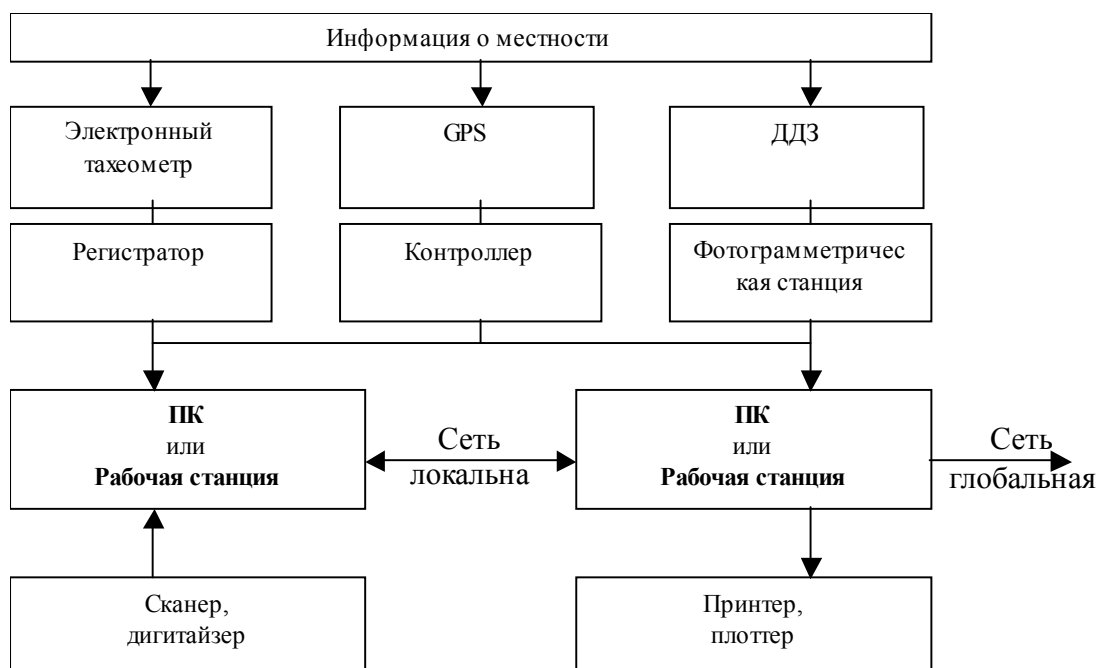 Информация о местности
Электронный
тахеометр
GPS
ДДЗ
Регистратор
Контроллер
Фотограмметричес
кая станция
ПК
или
Рабочая станция
Сеть
локальна
ПК
или
Рабочая станция
Сеть
глобальная
Сканер,
дигитайзер
Принтер,
плоттер